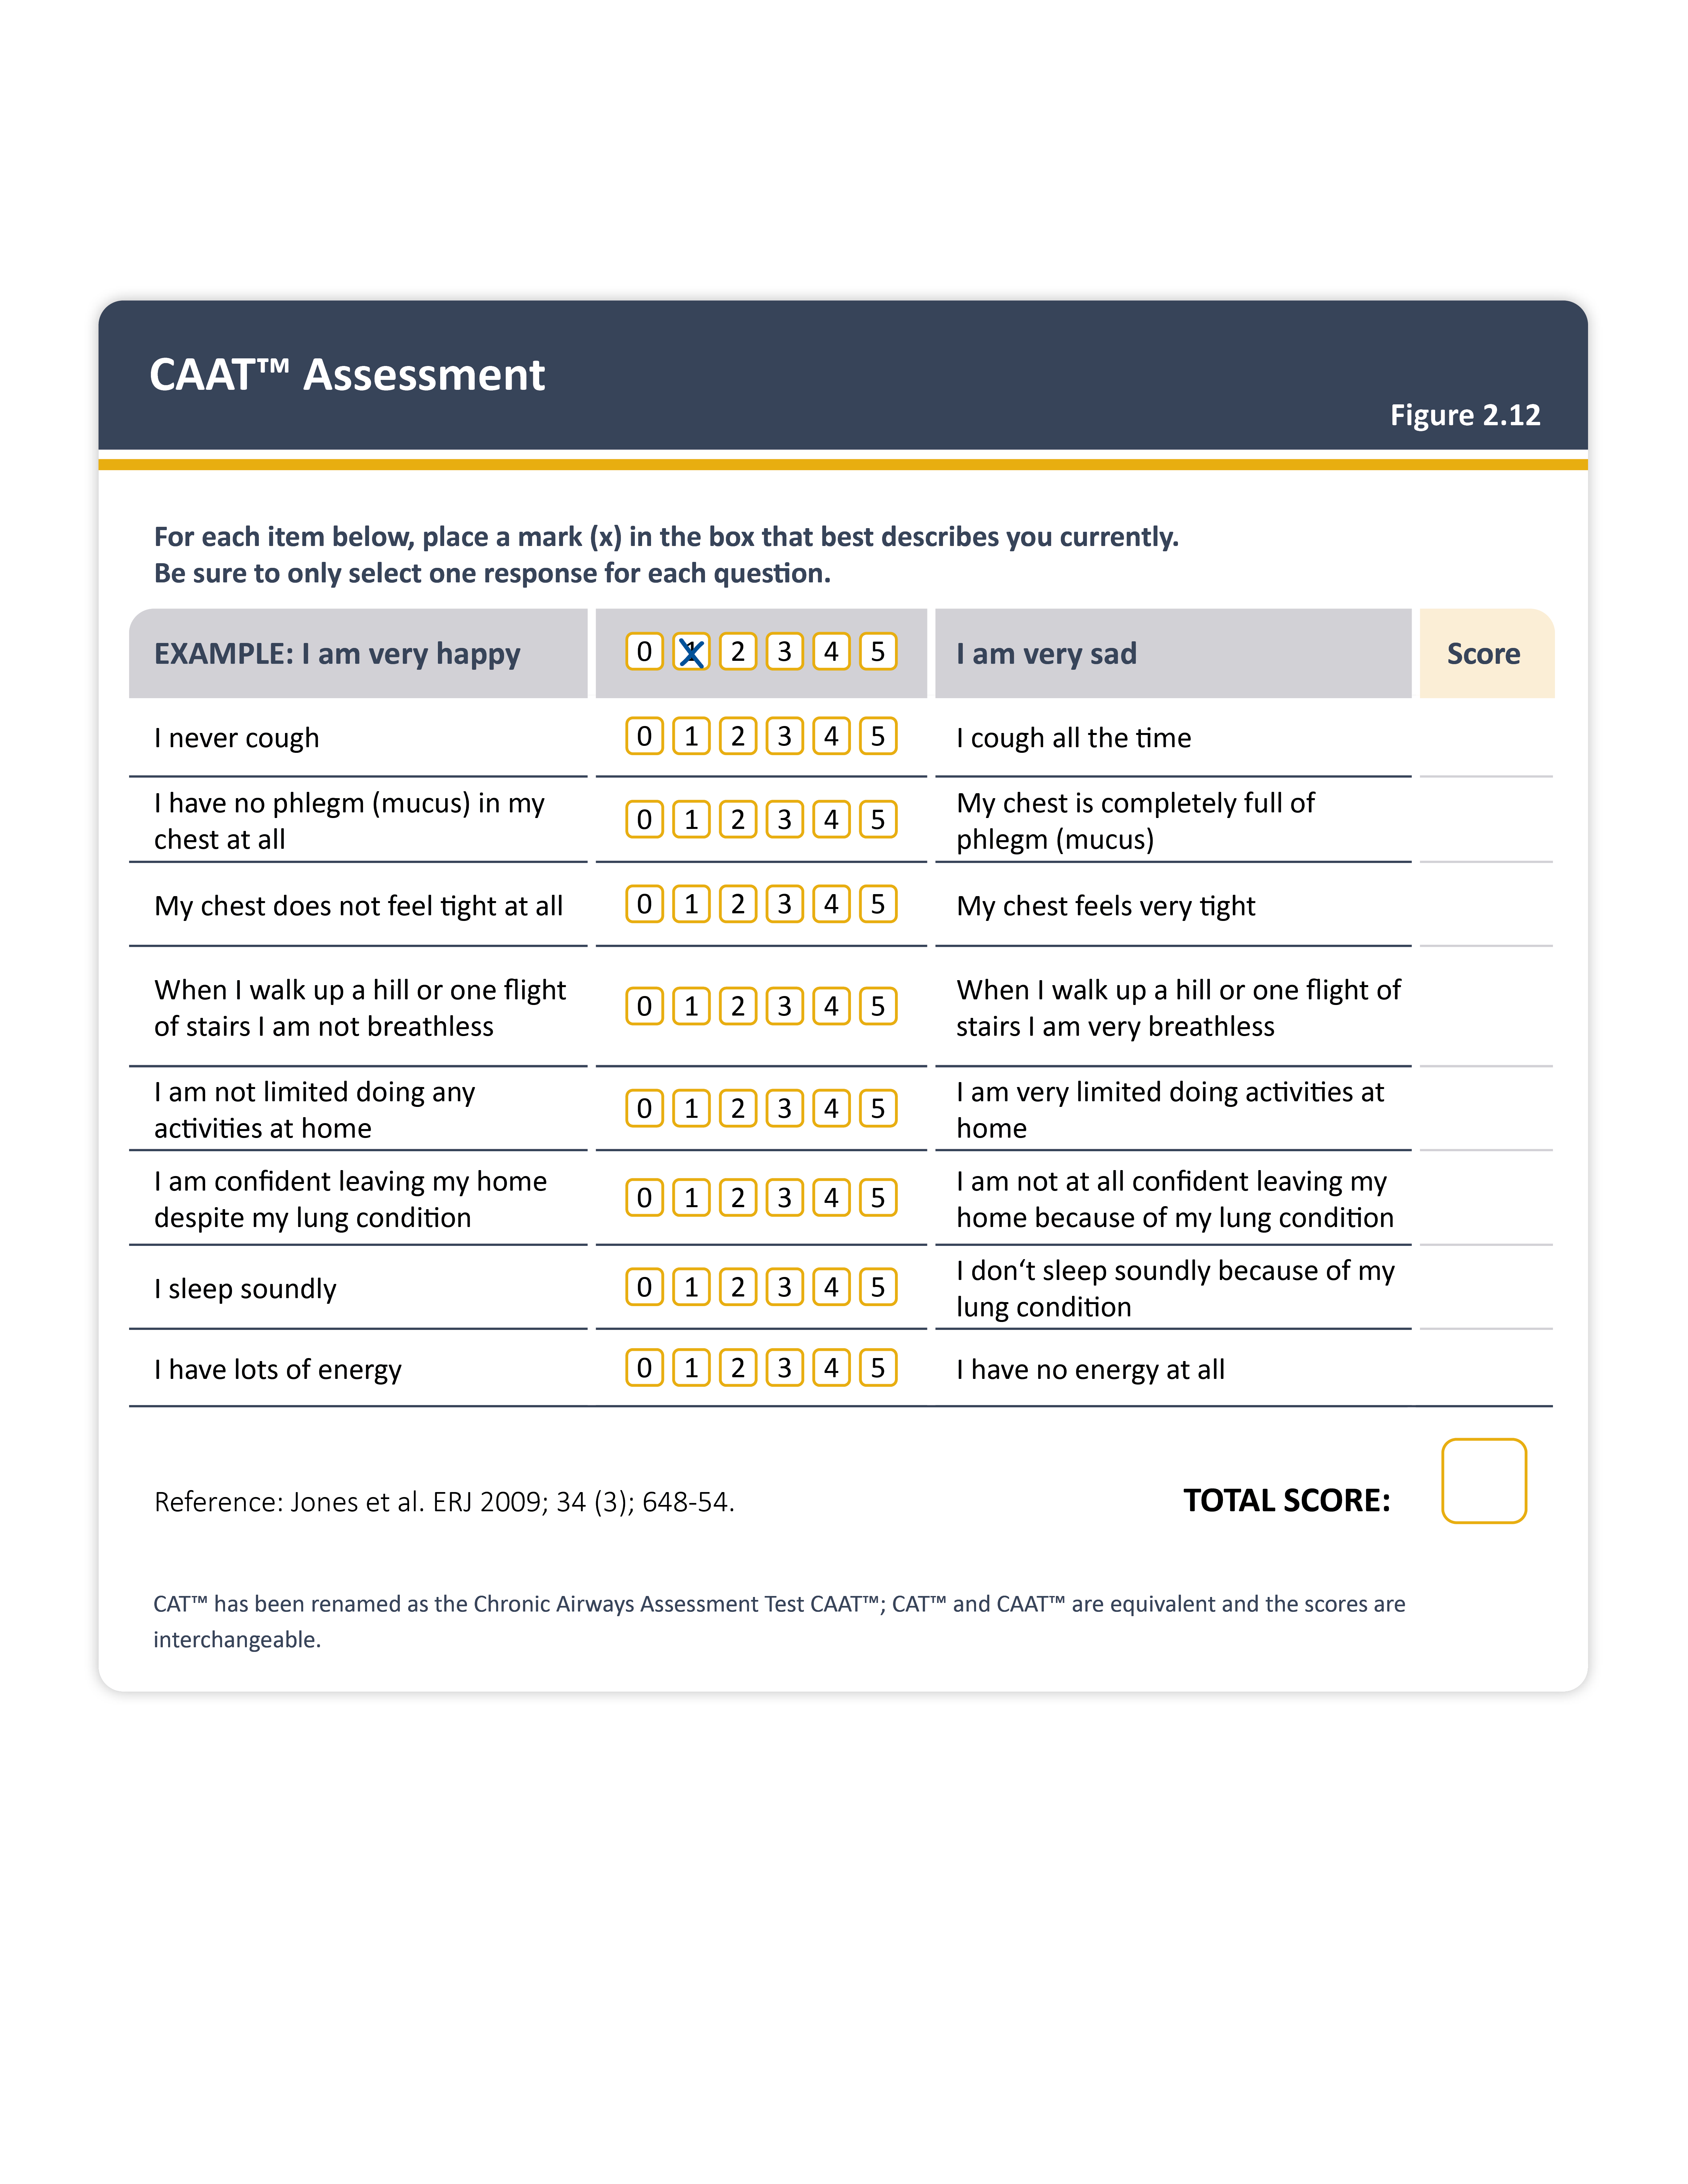 CAAT™ Assessment
Figure 2.12
For each item below, place a mark (x) in the box that best describes you currently.
Be sure to only select one response for each question.
EXAMPLE: I am very happy 0 1 2 3 4 5 I am very sad Score
I never cough 0 1 2 3 4 5 I cough all the time
I have no phlegm (mucus) in my
chest at all
0 1 2 3 4 5
My chest is completely full of
phlegm (mucus)
My chest does not feel tight at all 0 1 2 3 4 5 My chest feels very tight
When I walk up a hill or one flight
of stairs I am not breathless
0 1 2 3 4 5
When I walk up a hill or one flight of
stairs I am very breathless
I am not limited doing any
activities at home
0 1 2 3 4 5
I am very limited doing activities at
home
I am confident leaving my home
despite my lung condition
0 1 2 3 4 5
I am not at all confident leaving my
home because of my lung condition
I sleep soundly
0 1 2 3 4 5
I don‘t sleep soundly because of my
lung condition
I have lots of energy 0 1 2 3 4 5 I have no energy at all
Reference: Jones et al. ERJ 2009; 34 (3); 648-54.
TOTAL SCORE:
CAT™ has been renamed as the Chronic Airways Assessment Test CAAT™; CAT™ and CAAT™ are equivalent and the scores are
interchangeable.